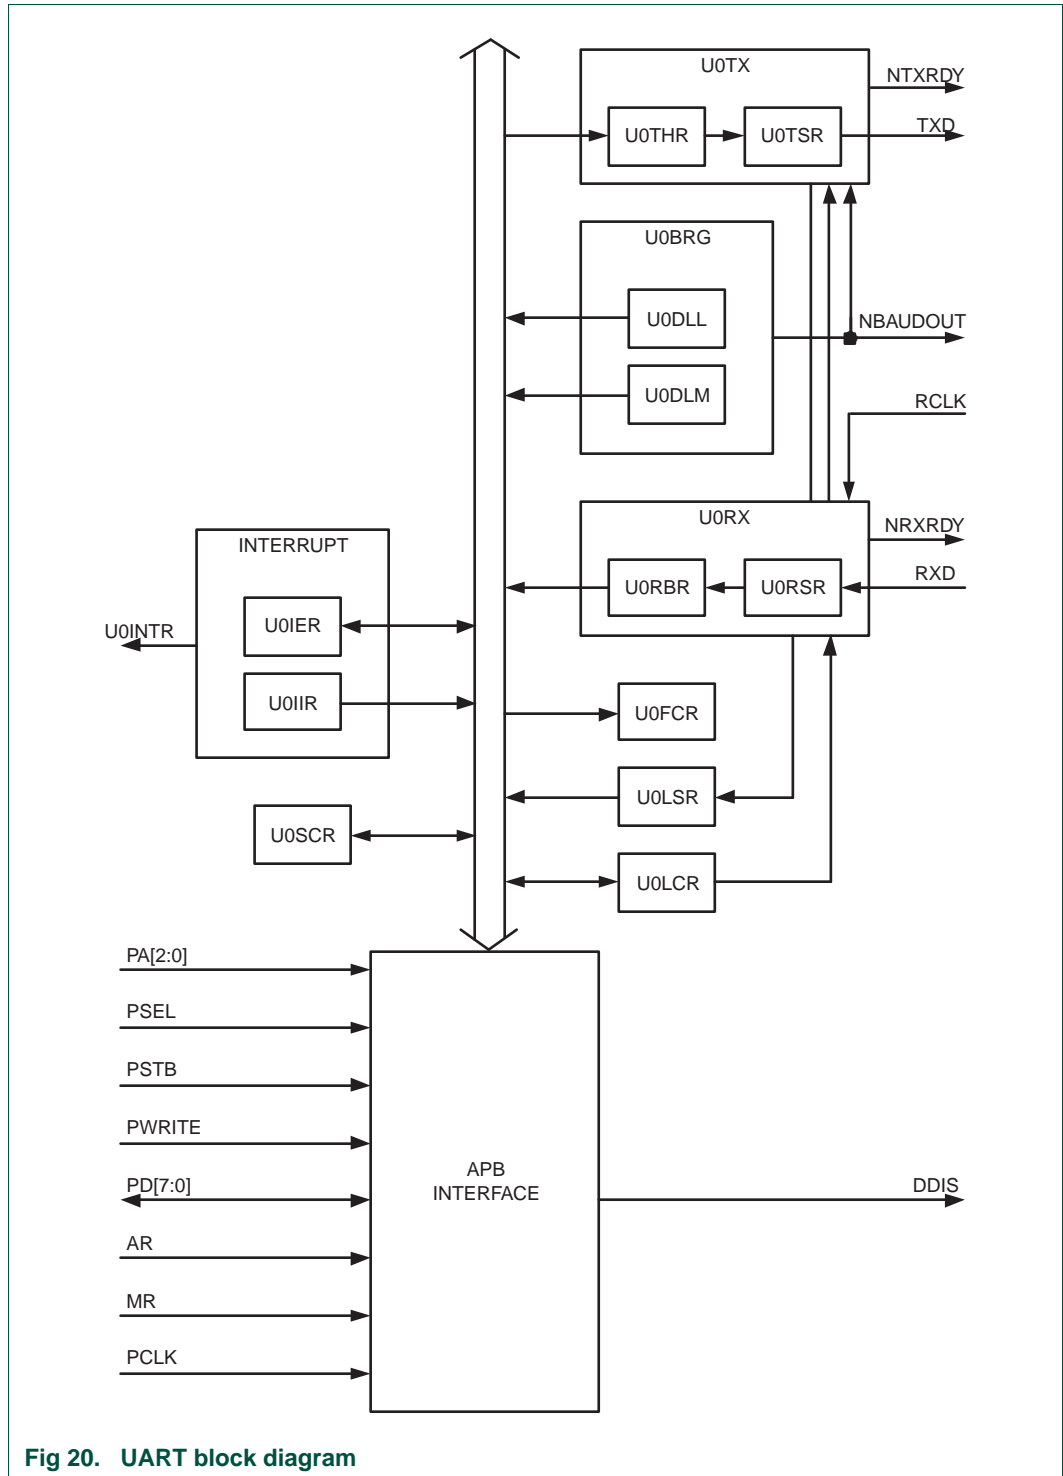 U0TX
NTXRDY
TXD
U0THR
U0TSR
U0BRG
U0DLL
NBAUDOUT
U0DLM
RCLK
U0RX
NRXRDY
INTERRUPT
RXD
U0RBR
U0RSR
U0INTR
U0IER
U0IIR
U0FCR
U0LSR
U0SCR
U0LCR
PA[2:0]
PSEL
PSTB
PWRITE
APB
INTERFACE
PD[7:0]
DDIS
AR
MR
PCLK
Fig 20. UART block diagram